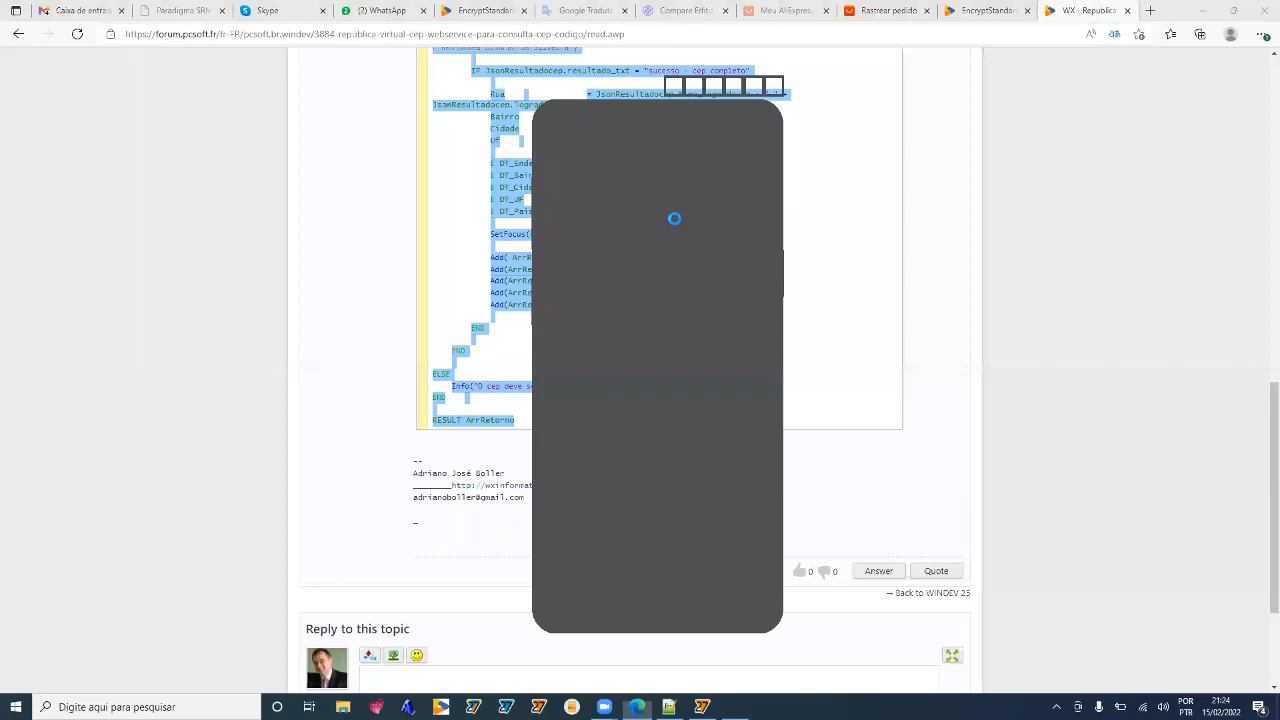 Caixa de entrad
Paradigma SRM
Skype
(2) WhatsApp
EncryptStandar
Google Tradutor
Compare Editio
Meu AliExpress
Rastrear pedido
EncryptStandar
WX - Republica
https://forum.pcsoft.fr/fr-FR/pcsoft.br.windev/3884-republica-virtual-cep-webservice-para-consulta-cep-codigo/read.awp
IF JsonResultadocep.resultado_txt = "sucesso - cep completo"
Rua = JsonResultadocep
JsonResultadocep.lograd
Bairro
Cidade
Uf
E DT_Ende
E DT_Bair
E DT_Cida
E DT_UF
E DT_Pais
SetFocus(
Add( ArrR
Add(ArrRe
Add(ArrRe
Add(ArrRe
Add(ArrRe
END
END
ELSE
Info("O cep deve s
END
RESULT ArrRetorno
--
Adriano José Boller
________http://wxinformat
adrianoboller@gmail.com
_
0 0 Answer Quote
→ Back to WINDEV 25
Reply to this topic
Digite aqui para pesquisar
POR 21:24
PTB 15/02/2022